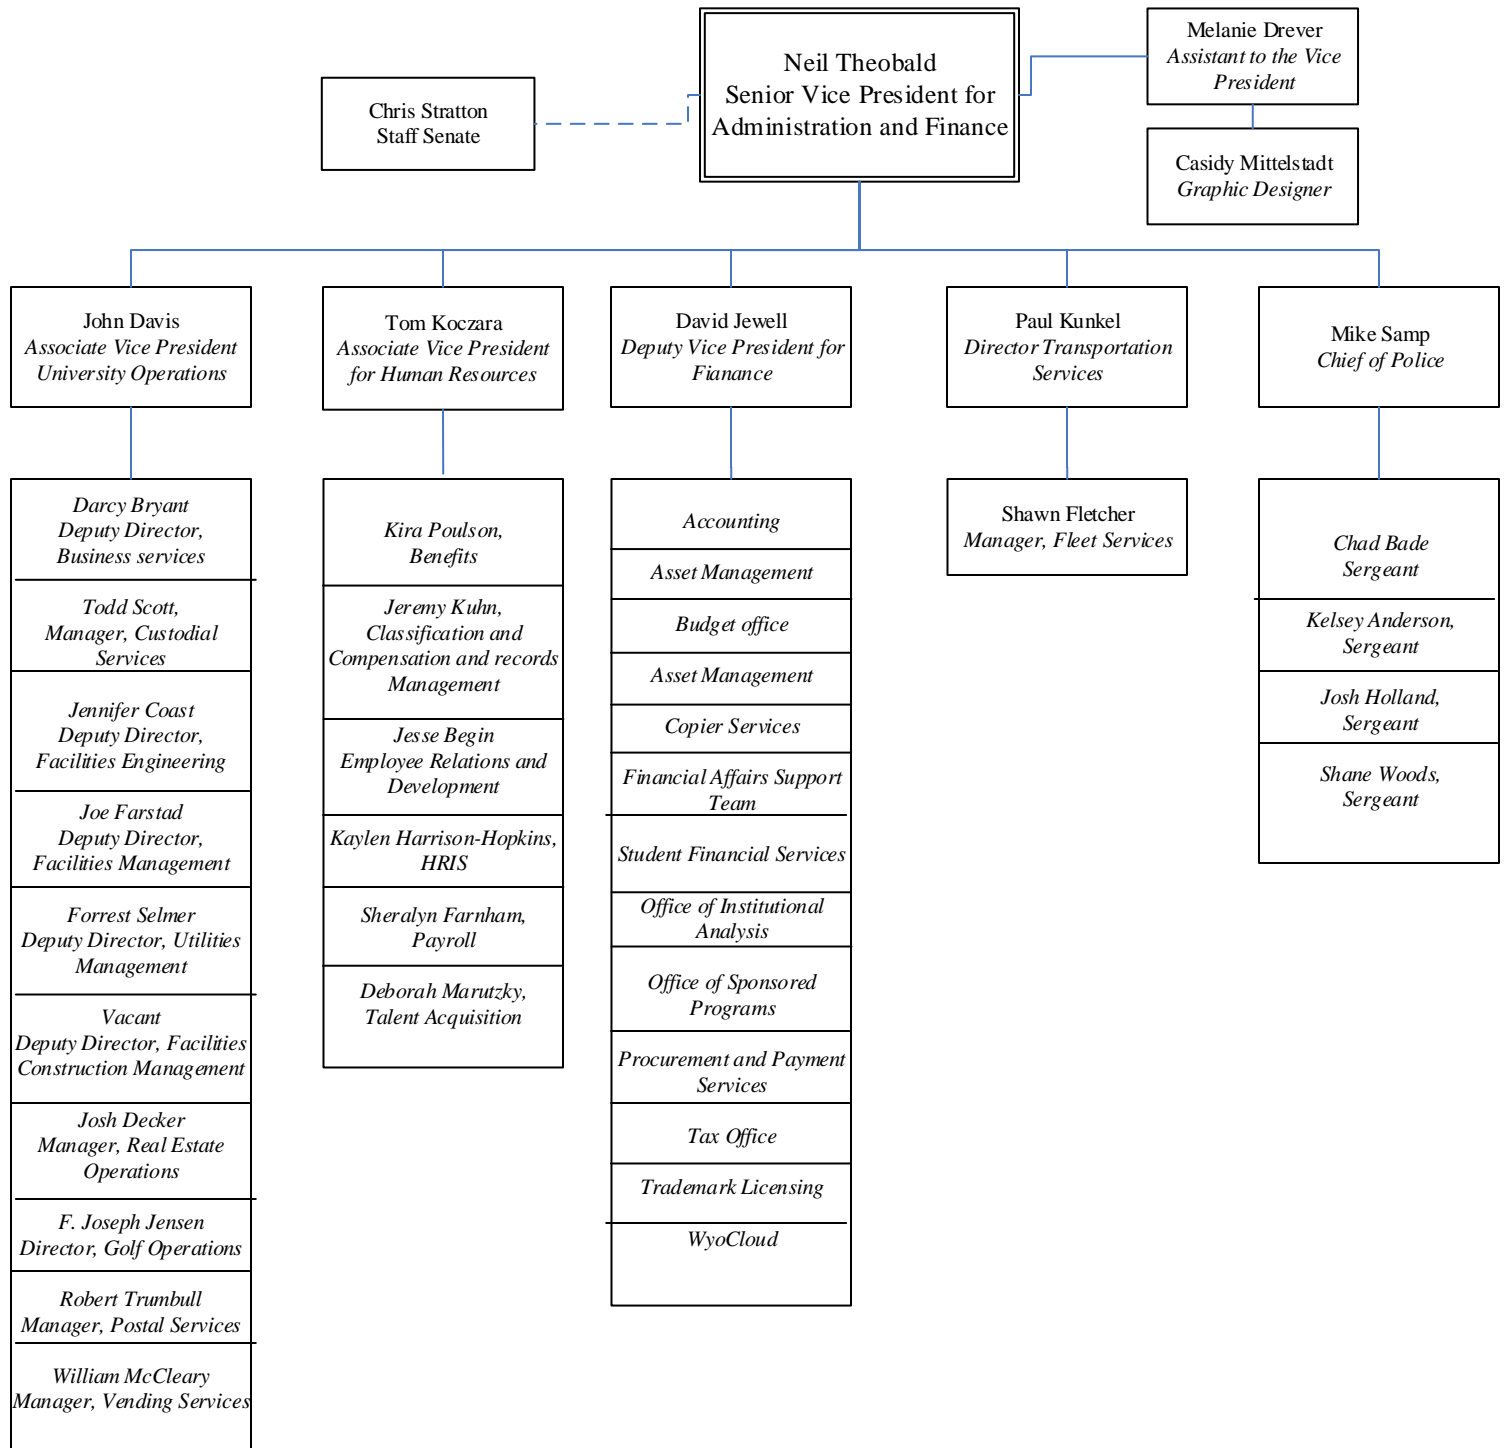 Neil Theobald
Senior Vice President for
Administration and Finance
Melanie Drever
Assistant to the Vice
President
Chris Stratton
Staff Senate
Casidy Mittelstadt
Graphic Designer
John Davis
Associate Vice President
University Operations
Tom Koczara
Associate Vice President
for Human Resources
David Jewell
Deputy Vice President for
Fianance
Paul Kunkel
Director Transportation
Services
Mike Samp
Chief of Police
Darcy Bryant
Deputy Director,
Business services
Todd Scott,
Manager, Custodial
Services
Jennifer Coast
Deputy Director,
Facilities Engineering
Joe Farstad
Deputy Director,
Facilities Management
Forrest Selmer
Deputy Director, Utilities
Management
Vacant
Deputy Director, Facilities
Construction Management
Josh Decker
Manager, Real Estate
Operations
F. Joseph Jensen
Director, Golf Operations
Robert Trumbull
Manager, Postal Services
William McCleary
Manager, Vending Services
Kira Poulson,
Benefits
Jeremy Kuhn,
Classification and
Compensation and records
Management
Jesse Begin
Employee Relations and
Development
Kaylen Harrison-Hopkins,
HRIS
Sheralyn Farnham,
Payroll
Deborah Marutzky,
Talent Acquisition
Accounting
Asset Management
Budget office
Asset Management
Copier Services
Financial Affairs Support
Team
Student Financial Services
Office of Institutional
Analysis
Office of Sponsored
Programs
Procurement and Payment
Services
Tax Office
Trademark Licensing
WyoCloud
Shawn Fletcher
Manager, Fleet Services
Chad Bade
Sergeant
Kelsey Anderson,
Sergeant
Josh Holland,
Sergeant
Shane Woods,
Sergeant